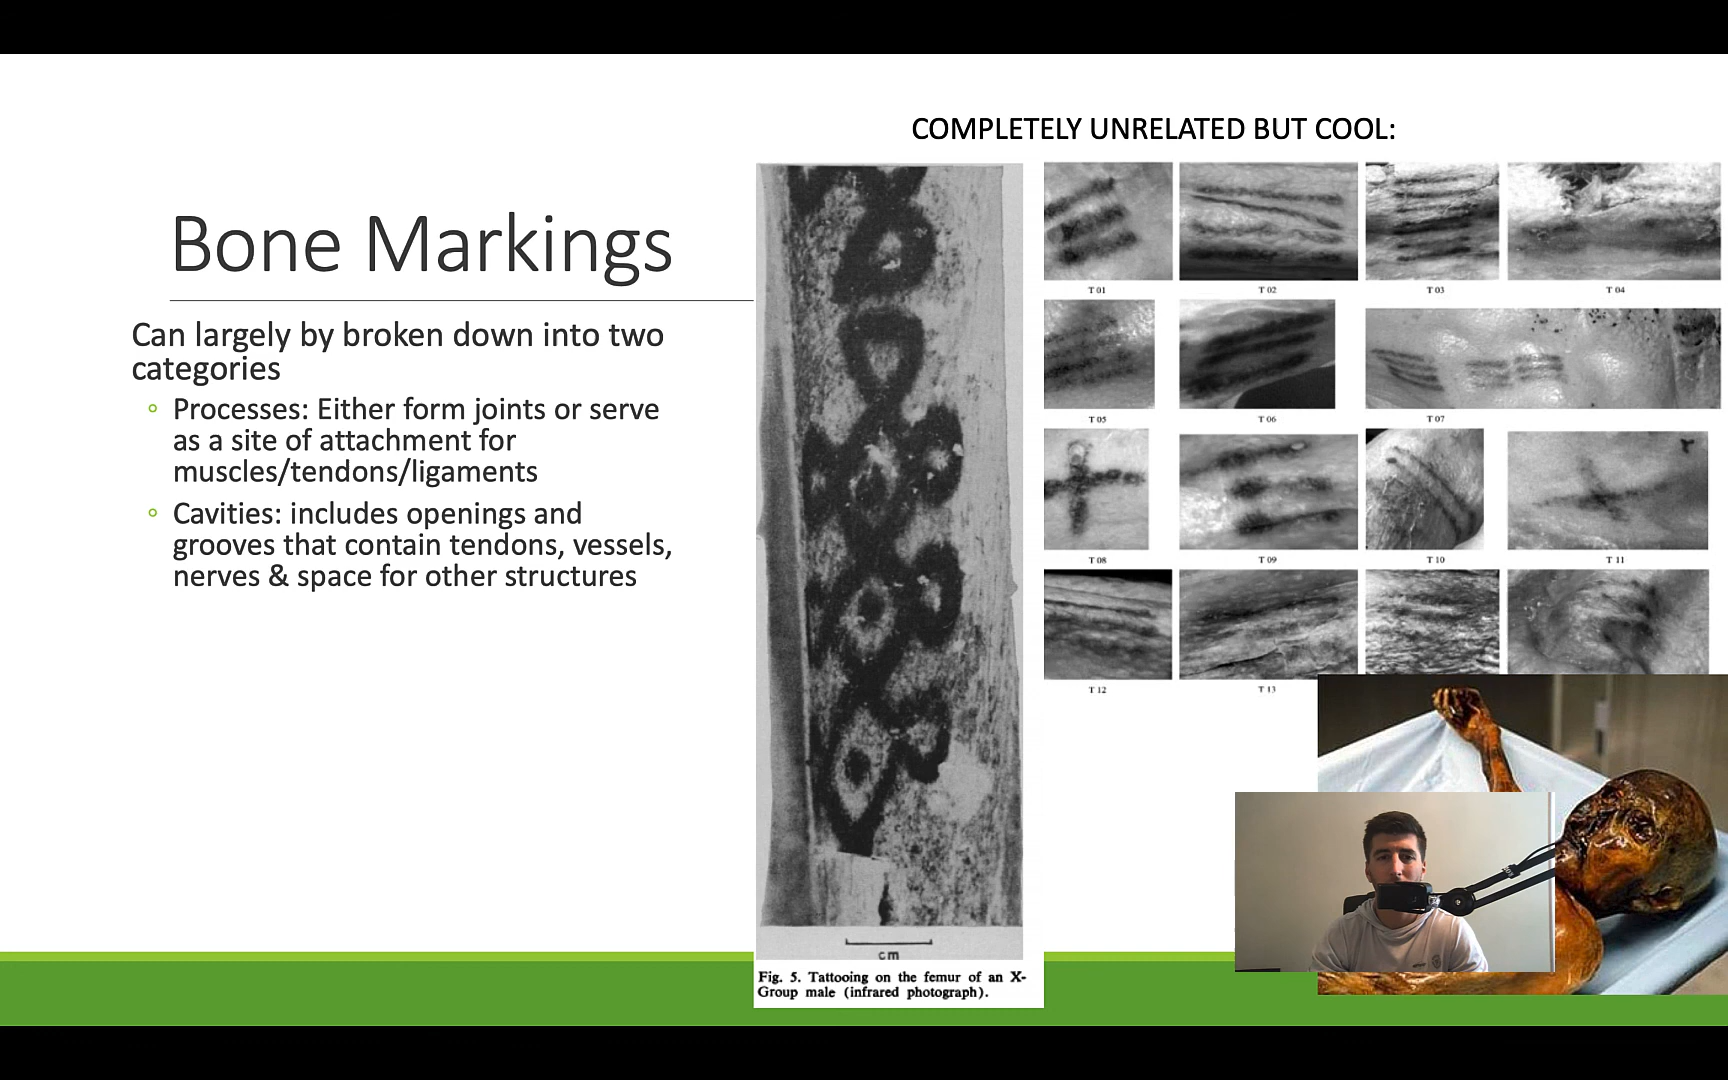 COMPLETELY UNRELATED BUT COOL:
Bone Markings
Can largely by broken down into two
categories
Processes: Either form joints or serve
as a site of attachment for
muscles/tendons/ligaments
Cavities: includes openings and
grooves that contain tendons, vessels,
nerves & space for other structures
cm
Fig. 5. Tattooing on the femur of an X-
Group male (infrared photograph).
T 01
T 02
T 03
T 04
T 05
T 06
T 07
T 08
T 09
T 10
T 11
T 12
T 13